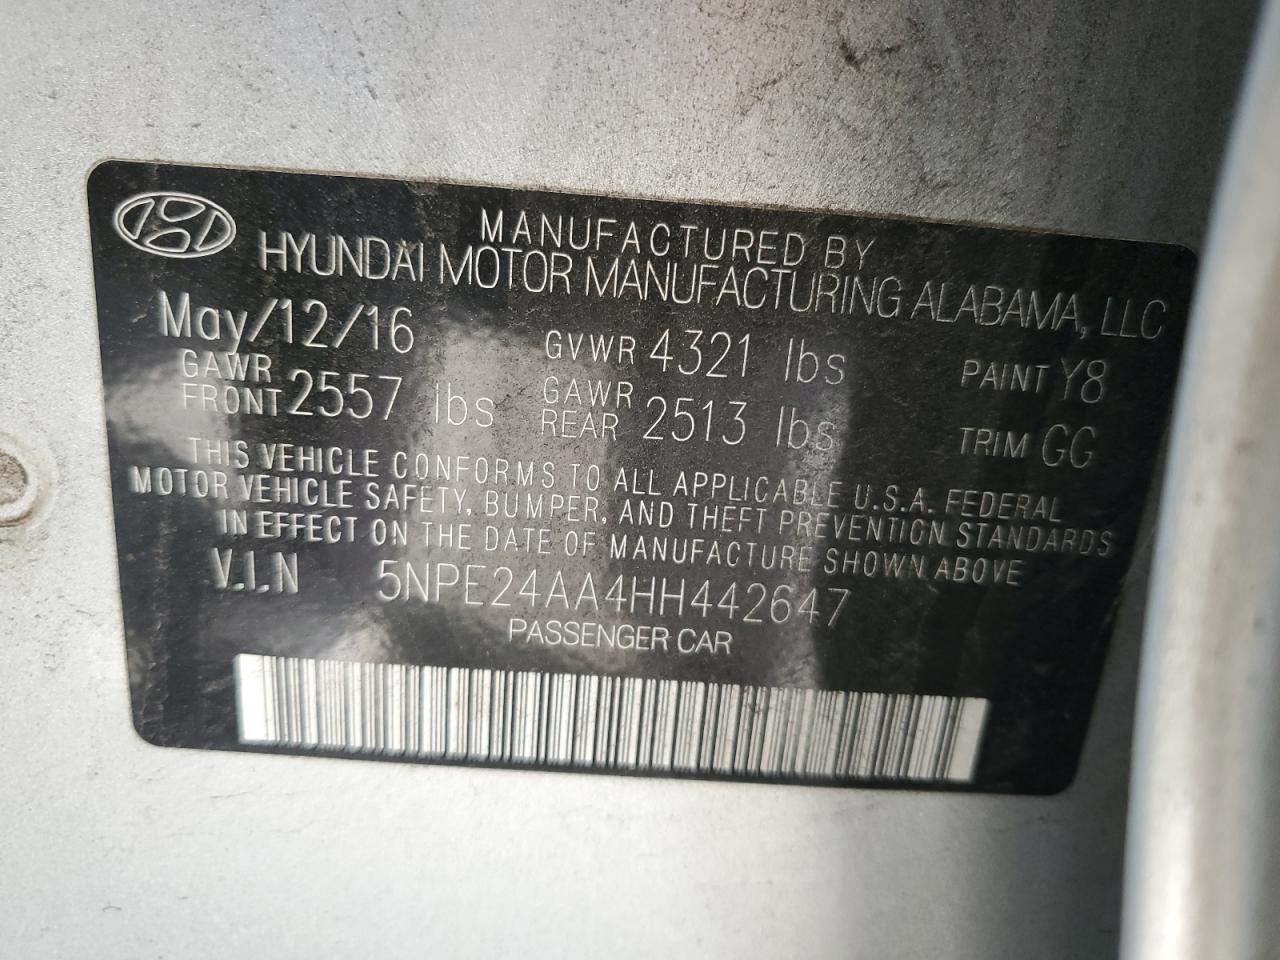 MANUFACTURED BY
HYUNDAI MOTOR MANUFACTURING ALABAMA, LLC
May/12/16 GVWR 4321 lbs PAINT Y8
GAWR FRONT 2557 lbs GAWR REAR 2513 lbs TRIM GG
THIS VEHICLE CONFORMS TO ALL APPLICABLE U.S.A. FEDERAL
MOTOR VEHICLE SAFETY, BUMPER, AND THEFT PREVENTION STANDARDS
IN EFFECT ON THE DATE OF MANUFACTURE SHOWN ABOVE
V.I.N 5NPE24AA4HH442647
PASSENGER CAR